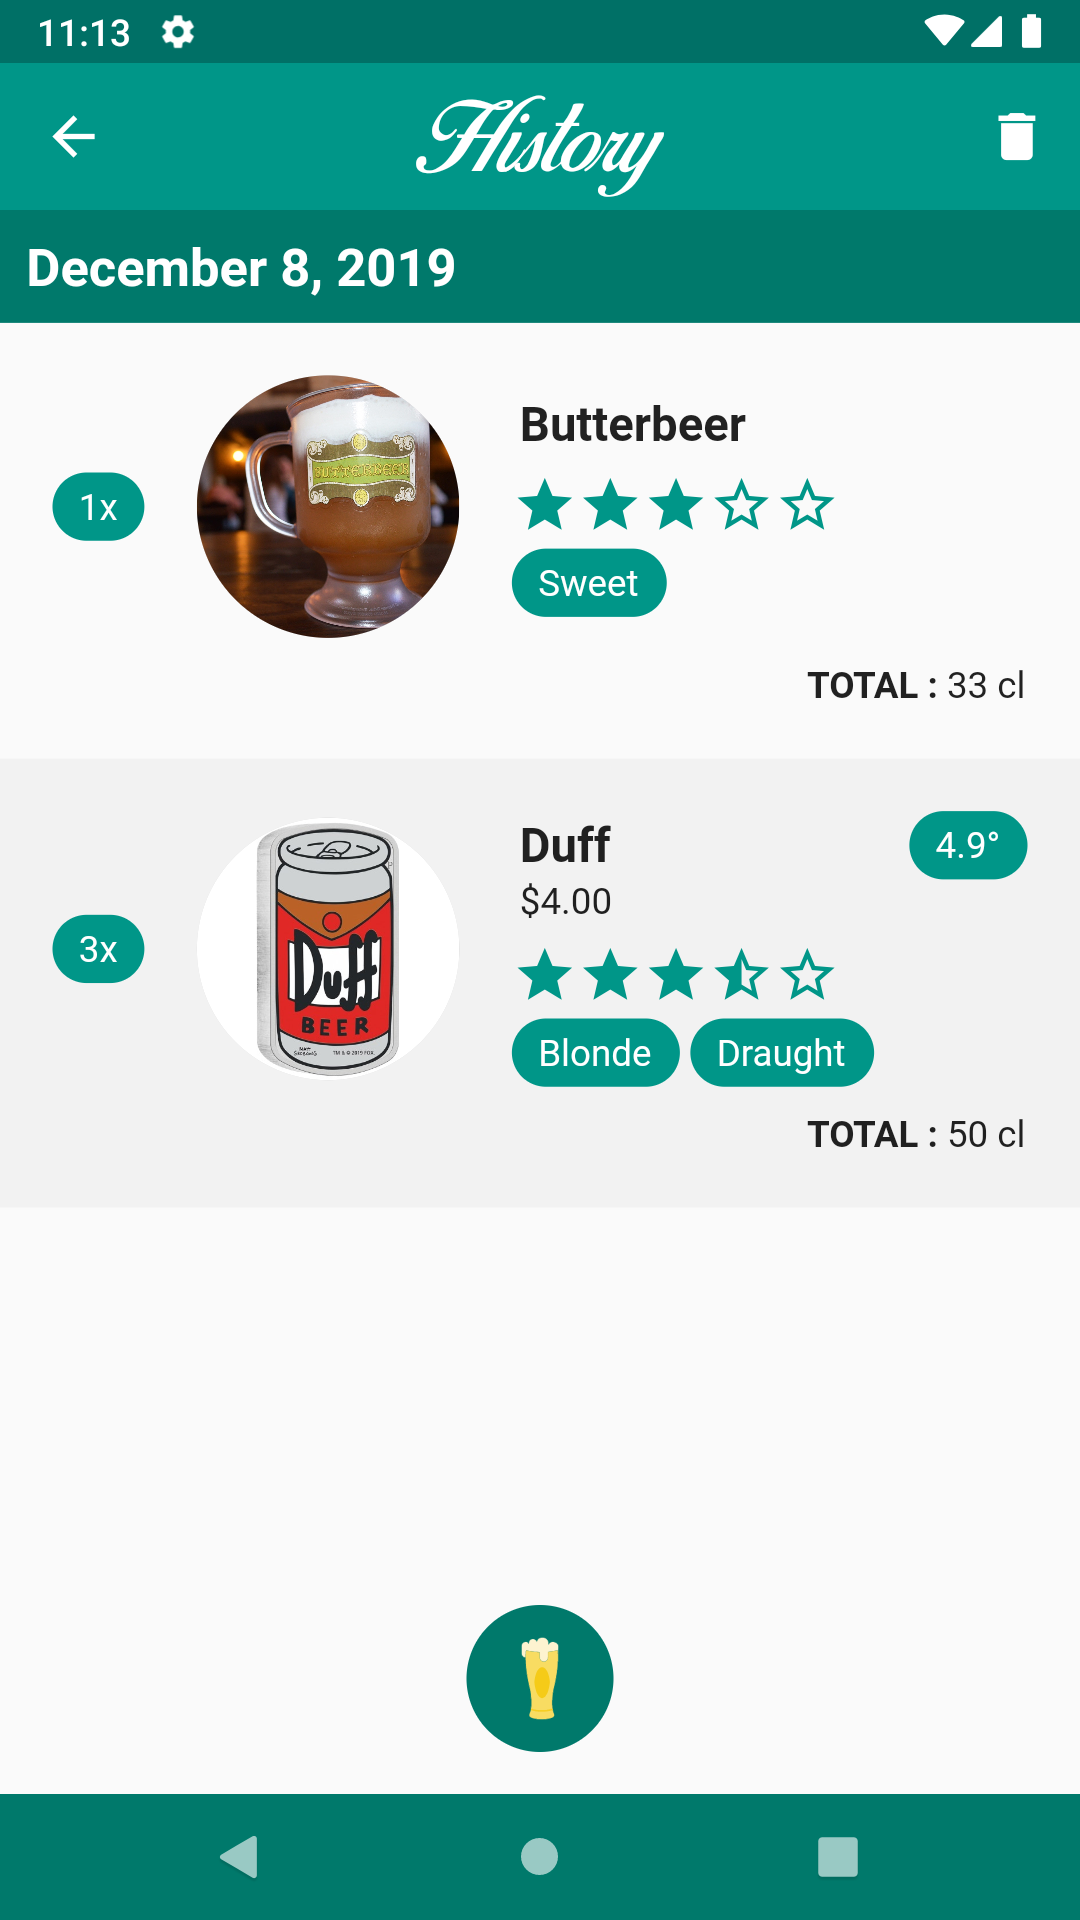 11:13
History
December 8, 2019
Butterbeer
1x
BUTTERBEER
Sweet
TOTAL : 33 cl
Duff
4.9°
$4.00
3x
Duff
BEER
Blonde
Draught
TOTAL : 50 cl